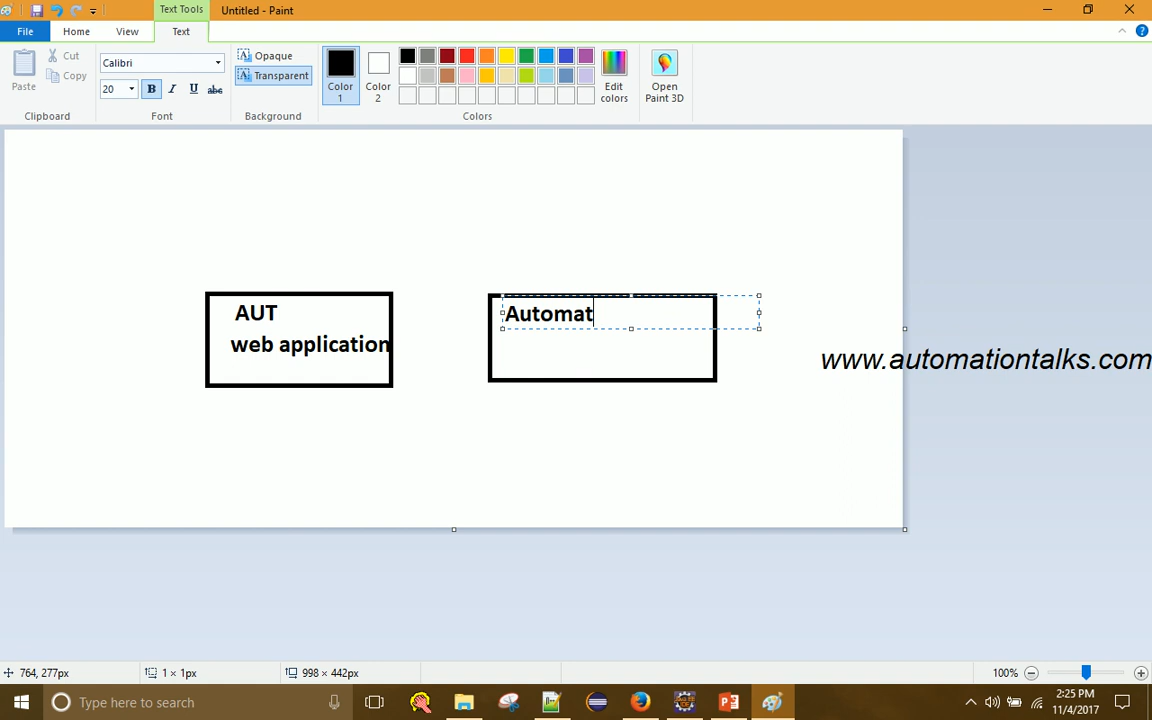 Text Tools
Untitled - Paint
File
Home
View
Text
Paste
Cut
Copy
Clipboard
Calibri
20
B
I
U
abc
Font
A
Opaque
A
Transparent
Background
Color
1
Color
2
Colors
Edit
colors
Open
Paint 3D
AUT
web application
Automat
www.automationtalks.com
764, 277px
1 × 1px
998 × 442px
100%
Type here to search
2:25 PM
11/4/2017